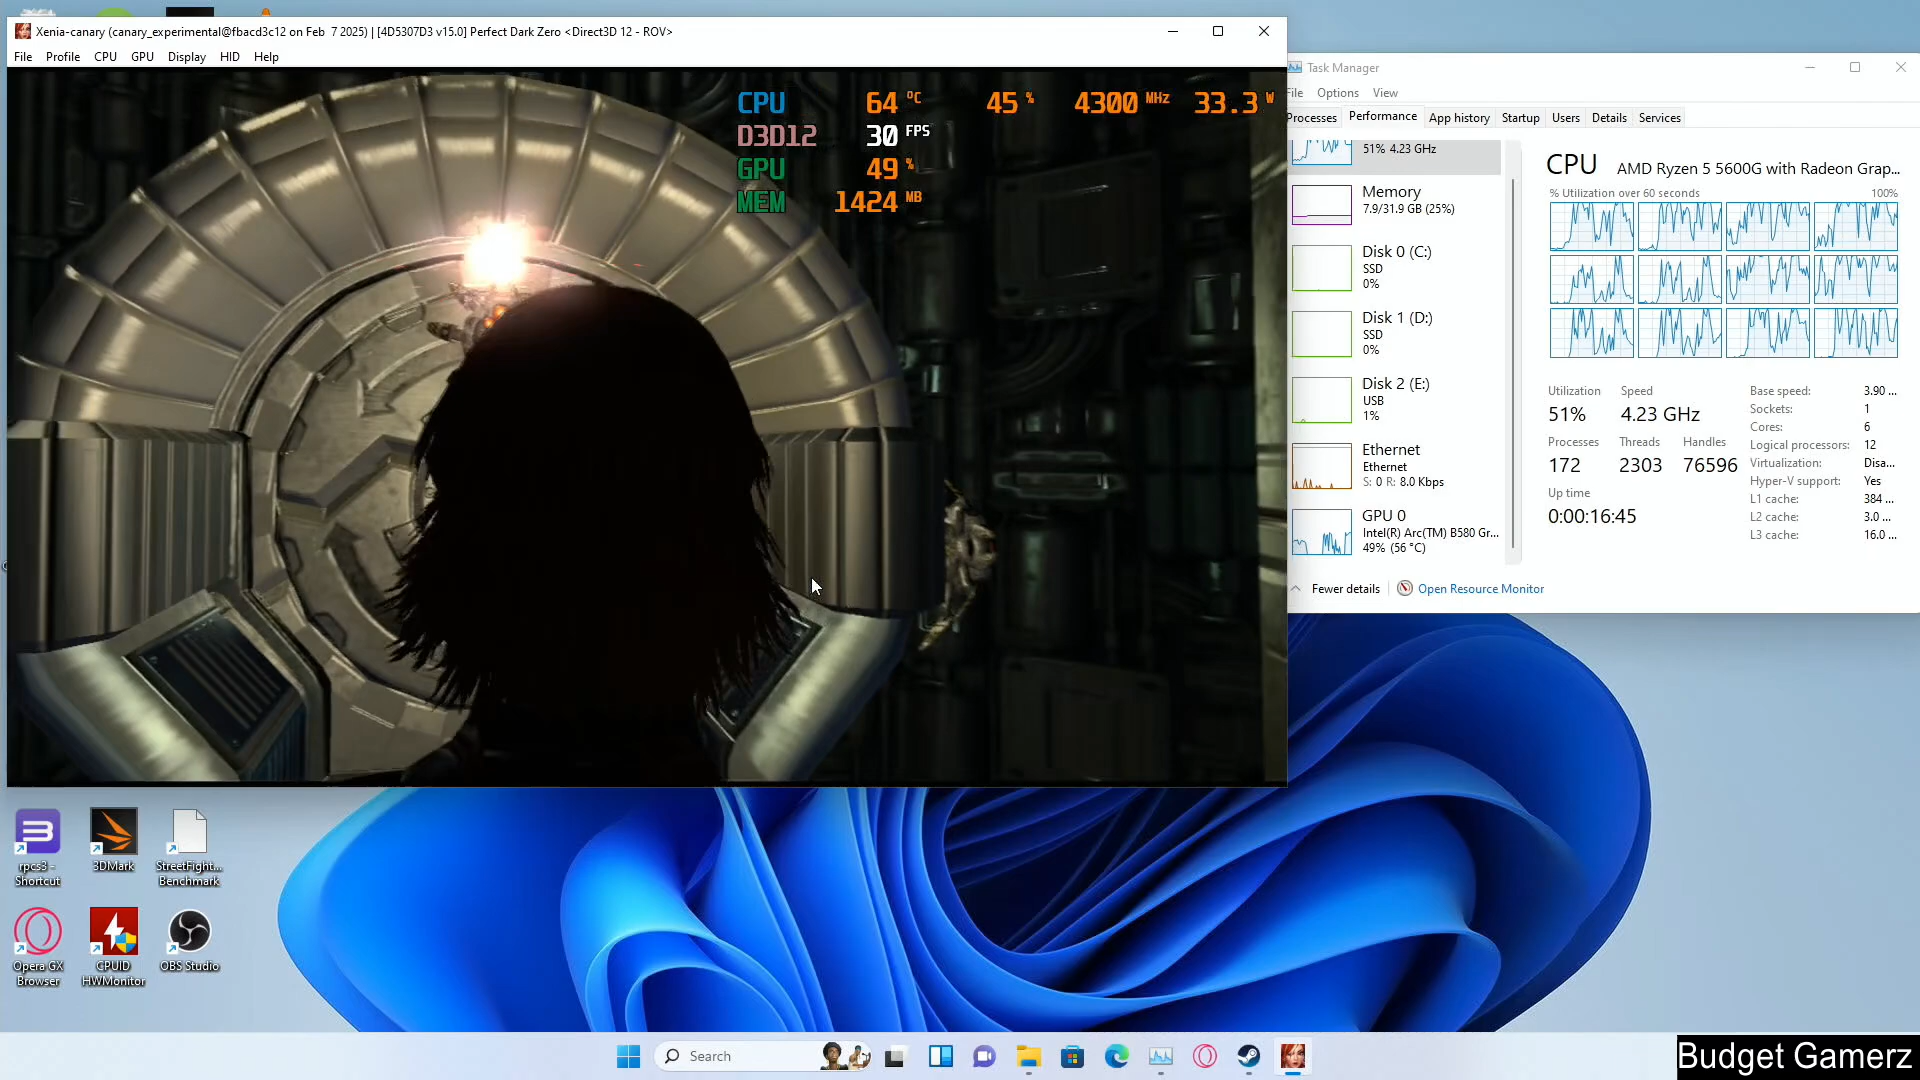 Xenia-canary (canary_experimental@fbacd3c12 on Feb 7 2025) | [4D5307D3 v15.0] Perfect Dark Zero <Direct3D 12 - ROV>
File Profile CPU GPU Display HID Help
CPU 64 °C 45 % 4300 MHz 33.3 W
D3D12 30 FPS
GPU 49 %
MEM 1424 MB
Task Manager
File Options View
Processes Performance App history Startup Users Details Services
51% 4.23 GHz
Memory
7.9/31.9 GB (25%)
Disk 0 (C:)
SSD
0%
Disk 1 (D:)
SSD
0%
Disk 2 (E:)
USB
1%
Ethernet
Ethernet
S: 0 R: 8.0 Kbps
GPU 0
Intel(R) Arc(TM) B580 Gr...
49% (56 °C)
CPU AMD Ryzen 5 5600G with Radeon Grap...
% Utilization over 60 seconds 100%
Utilization Speed
51% 4.23 GHz
Processes Threads Handles
172 2303 76596
Up time
0:00:16:45
Base speed: 3.90 ...
Sockets: 1
Cores: 6
Logical processors: 12
Virtualization: Disa...
Hyper-V support: Yes
L1 cache: 384 ...
L2 cache: 3.0 ...
L3 cache: 16.0 ...
Fewer details Open Resource Monitor
rpcs3 - Shortcut
3DMark
StreetFight... Benchmark
Opera GX Browser
CPUID HWMonitor
OBS Studio
Search
Budget Gamerz